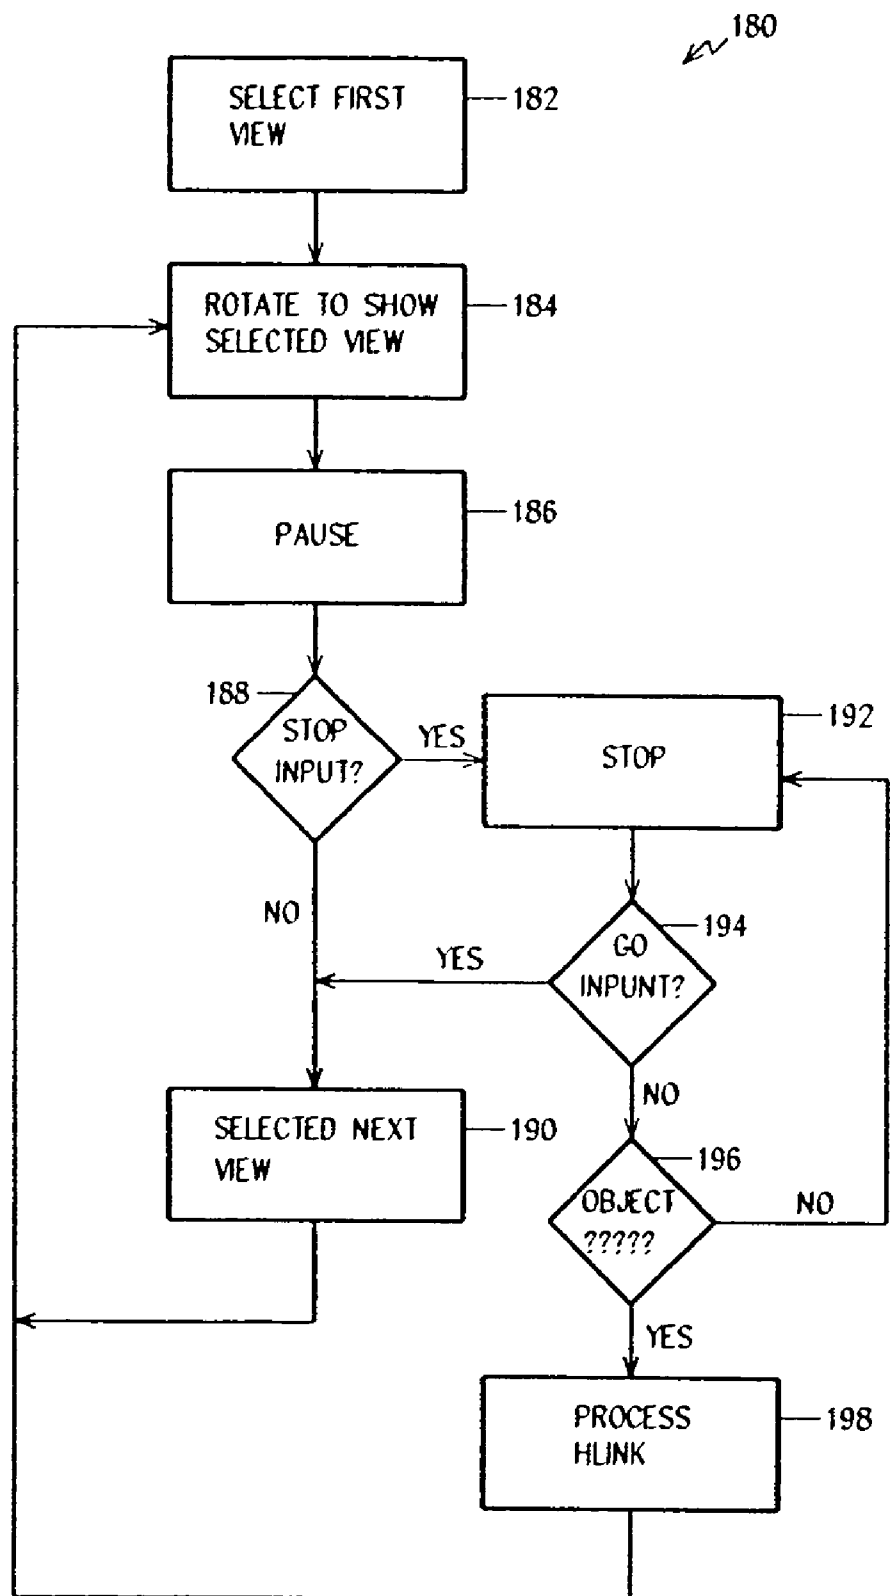 180
SELECT FIRST
VIEW
182
ROTATE TO SHOW
SELECTED VIEW
184
PAUSE
186
188
STOP
INPUT?
YES
STOP
192
NO
YES
GO
INPUNT?
194
NO
SELECTED NEXT
VIEW
190
196
OBJECT
?????
NO
YES
PROCESS
HLINK
198